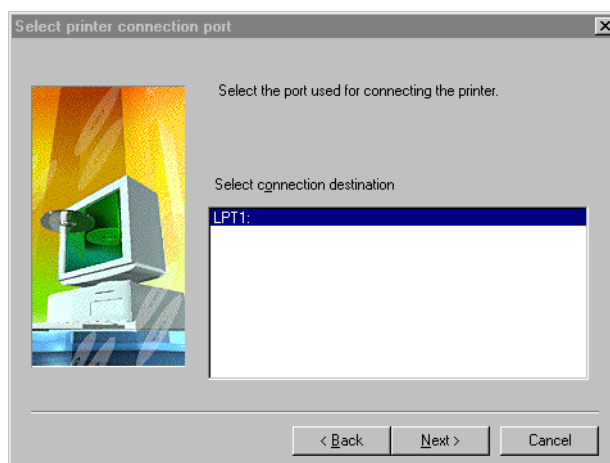 Select printer connection port
Select the port used for connecting the printer.
Select connection destination
LPT1:
< Back
Next >
Cancel